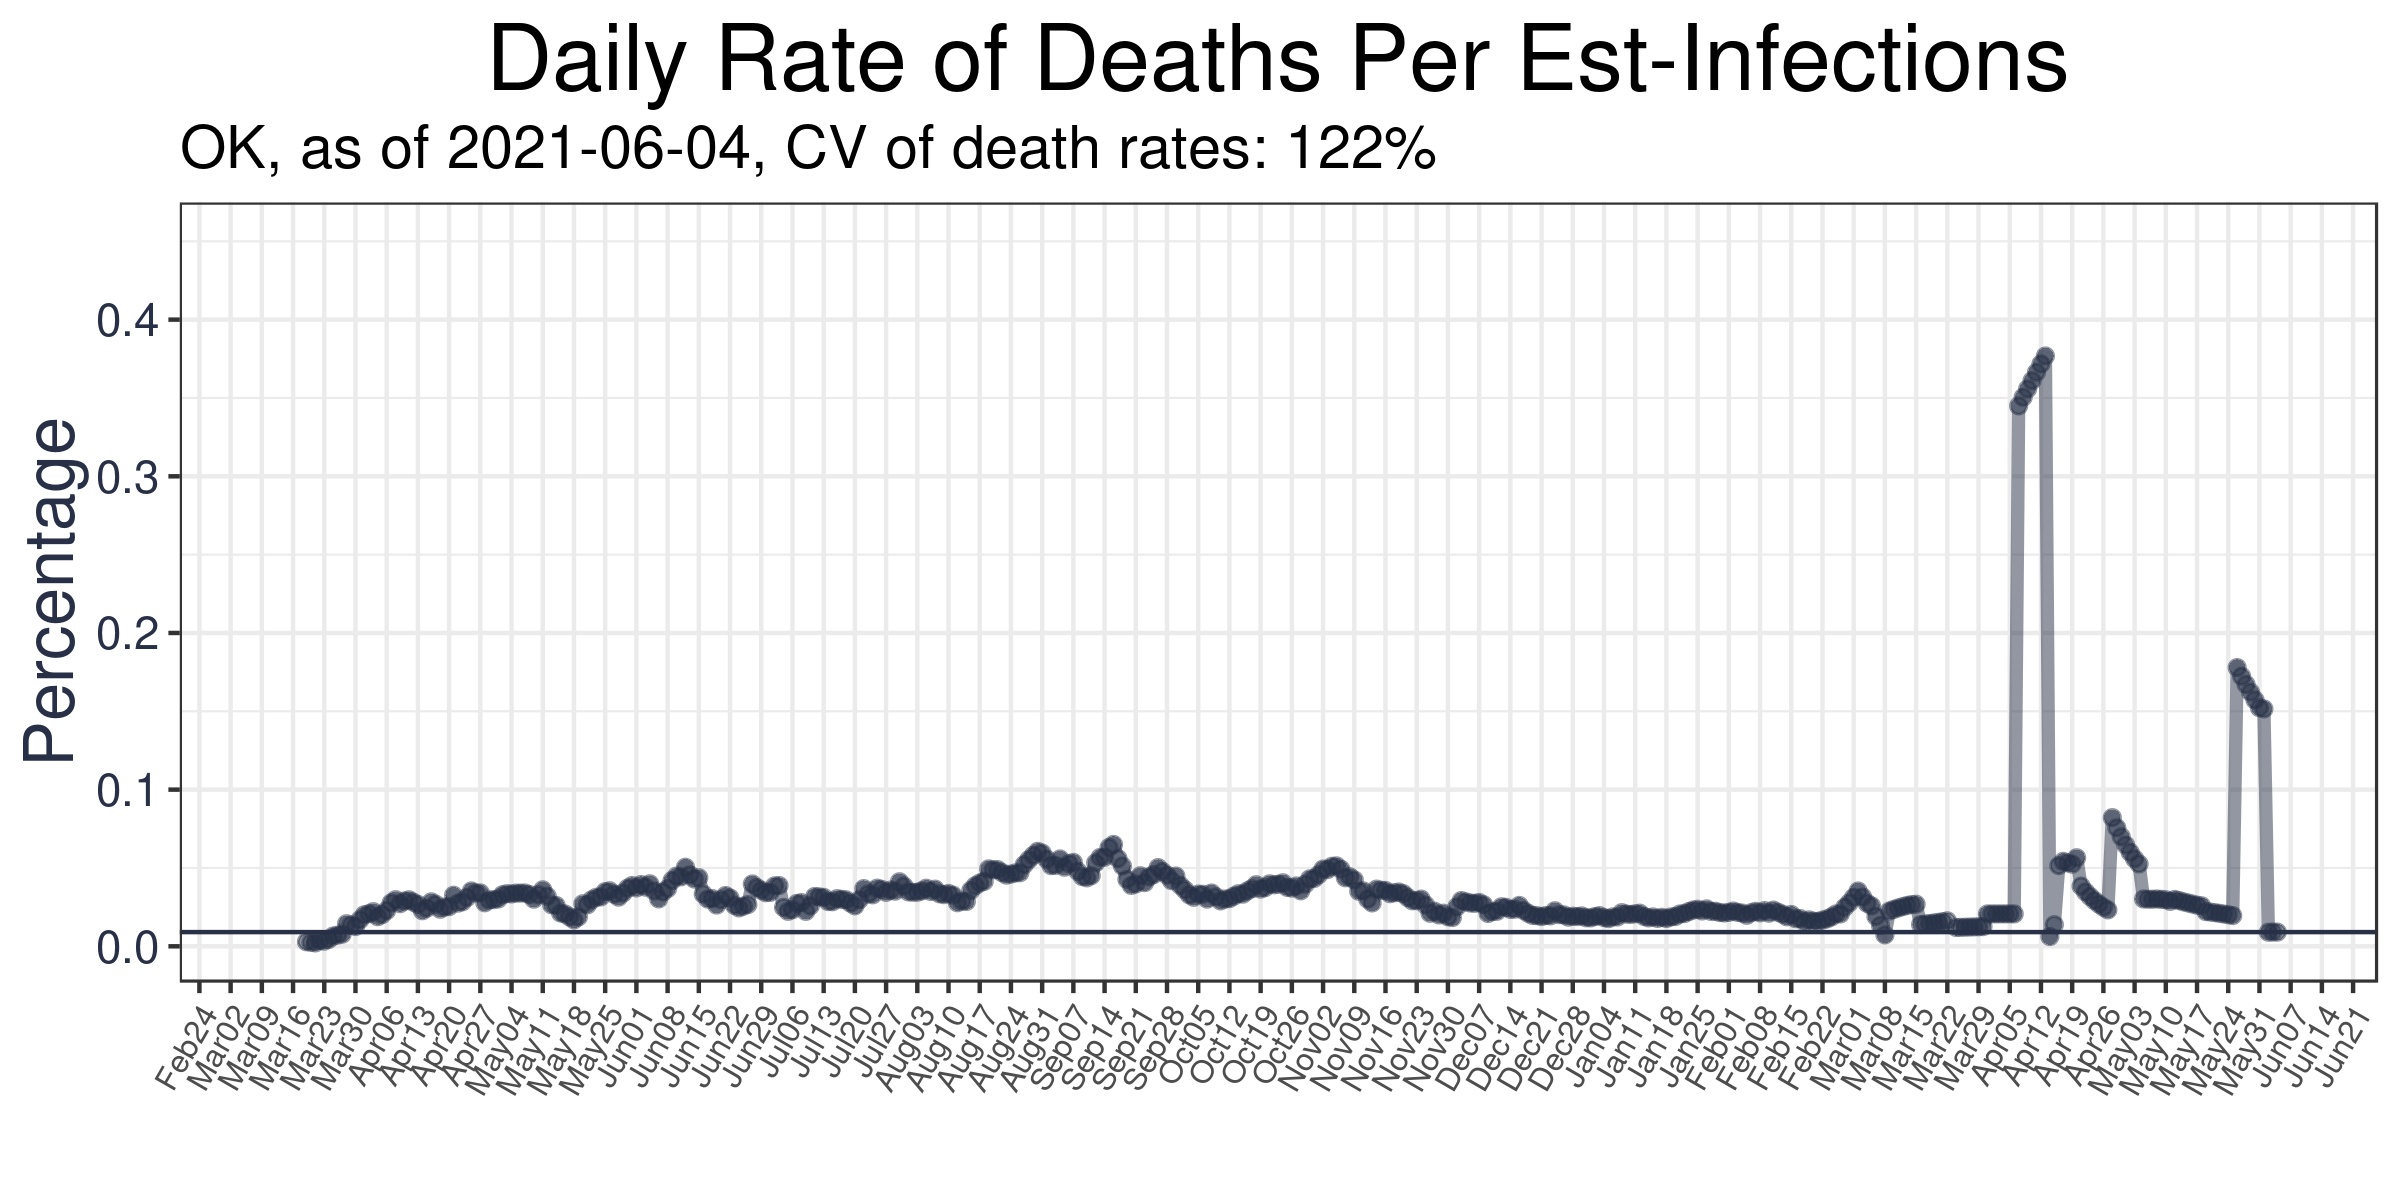 Daily Rate of Deaths Per Est-Infections
OK, as of 2021-06-04, CV of death rates: 122%
Percentage
0.4
0.3
0.2
0.1
0.0
Feb24
Mar02
Mar09
Mar16
Mar23
Mar30
Apr06
Apr13
Apr20
Apr27
May04
May11
May18
May25
Jun01
Jun08
Jun15
Jun22
Jun29
Jul06
Jul13
Jul20
Jul27
Aug03
Aug10
Aug17
Aug24
Aug31
Sep07
Sep14
Sep21
Sep28
Oct05
Oct12
Oct19
Oct26
Nov02
Nov09
Nov16
Nov23
Nov30
Dec07
Dec14
Dec21
Dec28
Jan04
Jan11
Jan18
Jan25
Feb01
Feb08
Feb15
Feb22
Mar01
Mar08
Mar15
Mar22
Mar29
Apr05
Apr12
Apr19
Apr26
May03
May10
May17
May24
May31
Jun07
Jun14
Jun21